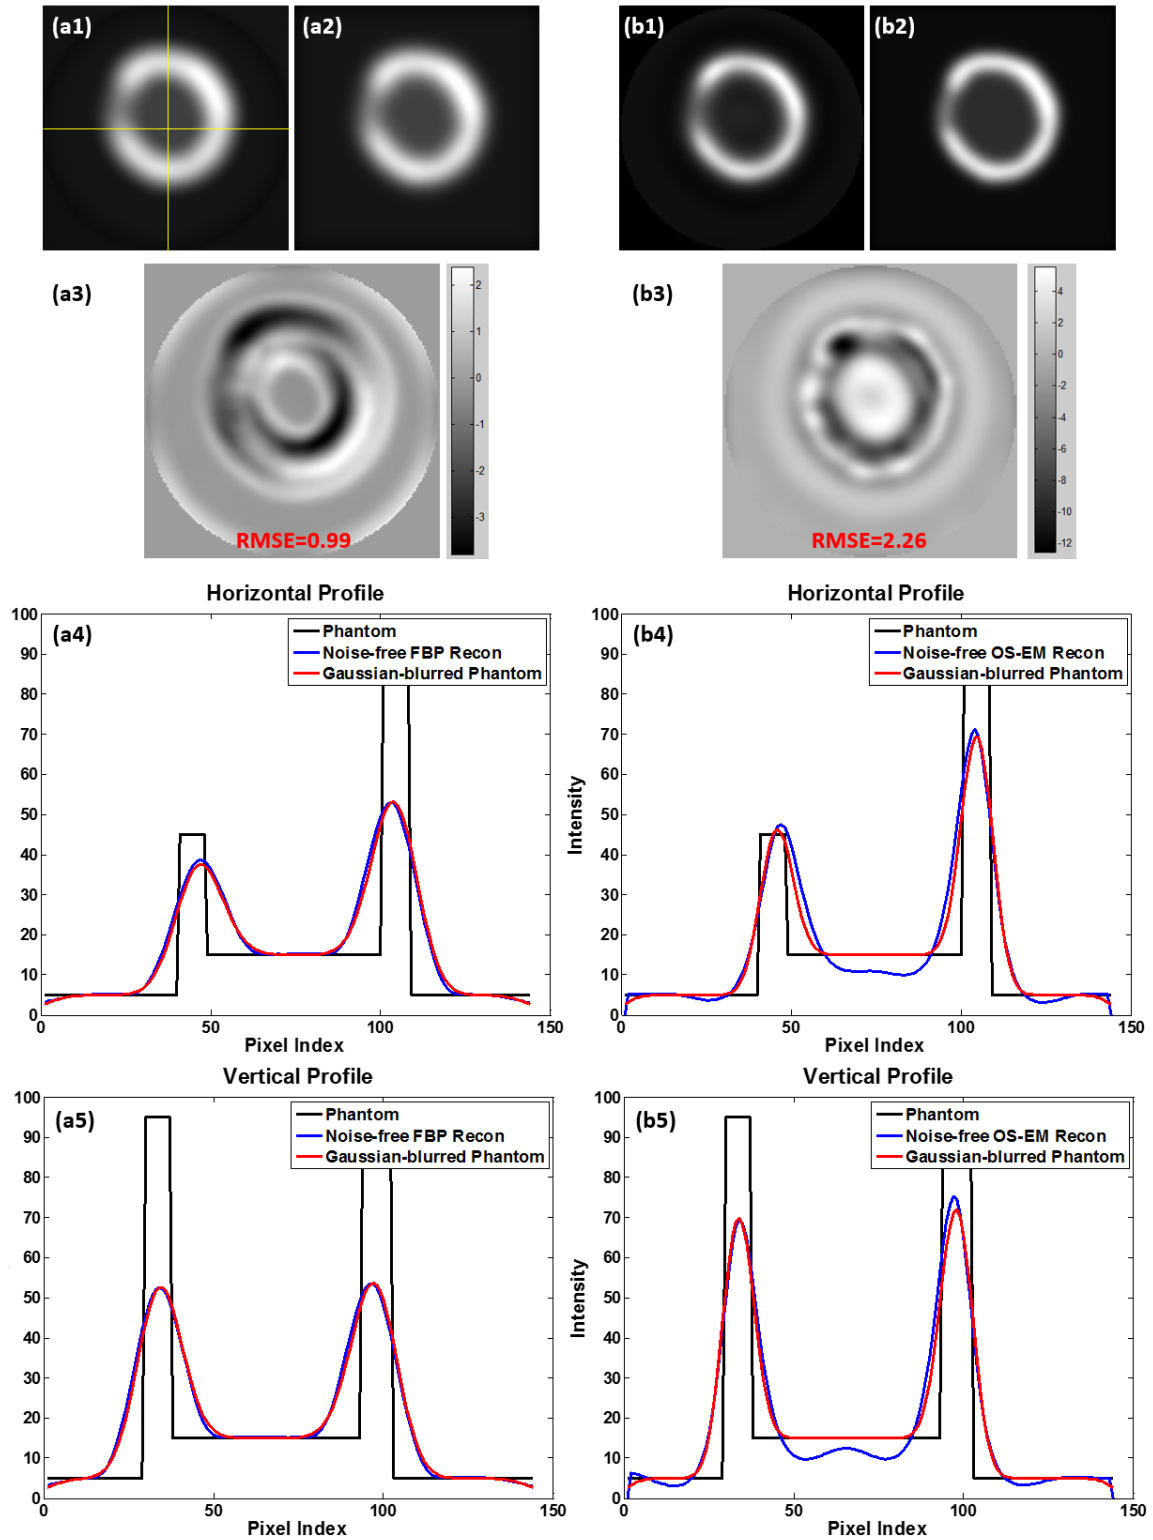 (a1)
(a2)
(b1)
(b2)
(a3)
2
1
0
-1
-2
-3
RMSE=0.99
(b3)
4
2
0
-2
-4
-6
-8
-10
-12
RMSE=2.26
Horizontal Profile
(a4)
Phantom
Noise-free FBP Recon
Gaussian-blurred Phantom
100
90
80
70
60
50
40
30
20
10
0
0 50 100 150
Pixel Index
Horizontal Profile
(b4)
Phantom
Noise-free OS-EM Recon
Gaussian-blurred Phantom
Intensity
100
90
80
70
60
50
40
30
20
10
0
0 50 100 150
Pixel Index
Vertical Profile
(a5)
Phantom
Noise-free FBP Recon
Gaussian-blurred Phantom
100
90
80
70
60
50
40
30
20
10
0
0 50 100 150
Pixel Index
Vertical Profile
(b5)
Phantom
Noise-free OS-EM Recon
Gaussian-blurred Phantom
Intensity
100
90
80
70
60
50
40
30
20
10
0
0 50 100 150
Pixel Index